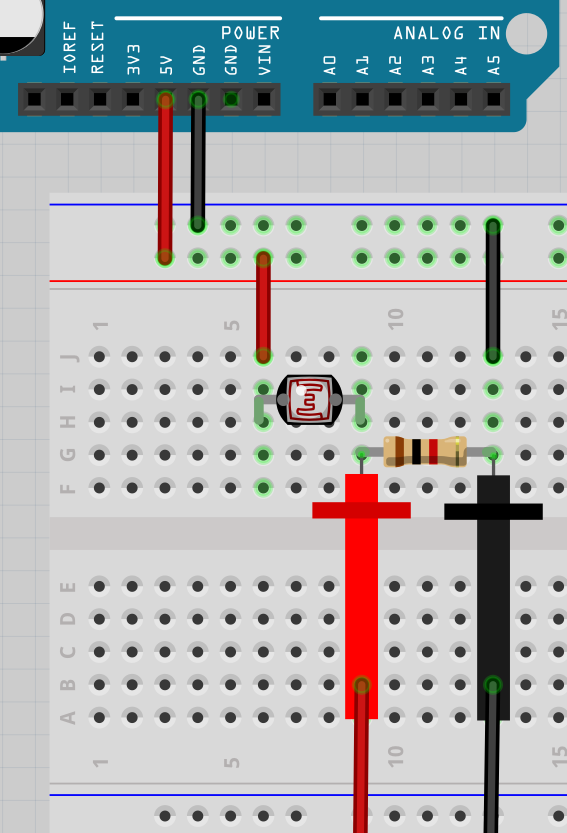 POWER
ANALOG IN
IOREF
RESET
3V3
5V
GND
GND
VIN
A0
A1
A2
A3
A4
A5
1
5
10
15
J
I
H
G
F
E
D
C
B
A
1
5
10
15